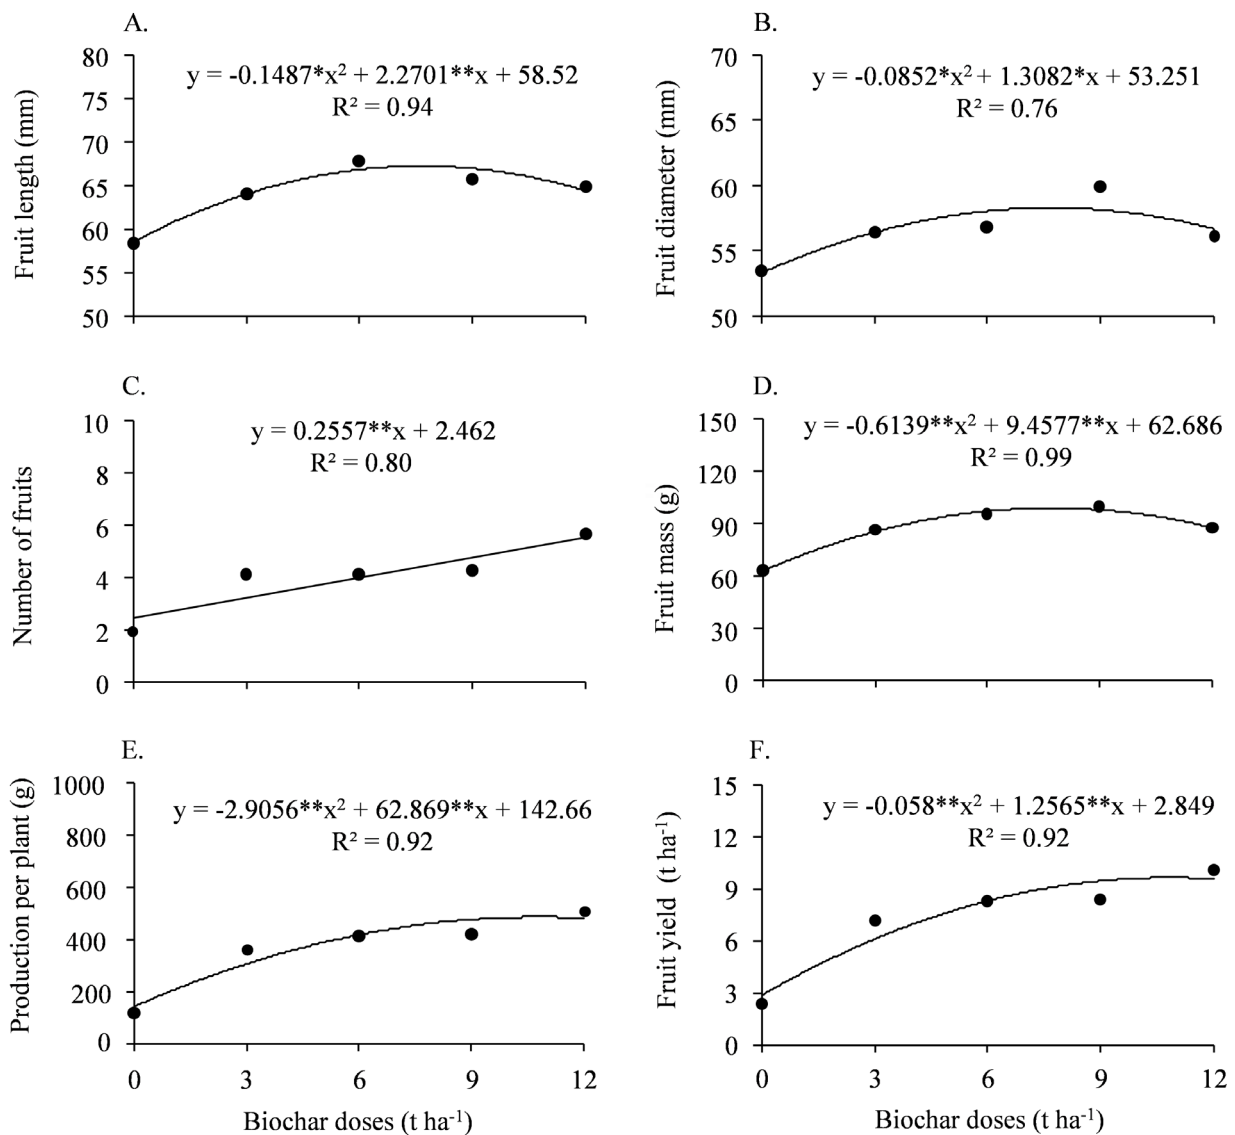 A.
Fruit length (mm)
80
75
70
65
60
55
50
y = -0.1487*x² + 2.2701**x + 58.52
R² = 0.94
B.
Fruit diameter (mm)
70
65
60
55
50
y = -0.0852*x² + 1.3082*x + 53.251
R² = 0.76
C.
Number of fruits
10
8
6
4
2
0
y = 0.2557**x + 2.462
R² = 0.80
D.
Fruit mass (g)
150
120
90
60
30
0
y = -0.6139**x² + 9.4577**x + 62.686
R² = 0.99
E.
Production per plant (g)
1000
800
600
400
200
0
y = -2.9056**x² + 62.869**x + 142.66
R² = 0.92
0 3 6 9 12
Biochar doses (t ha⁻¹)
F.
Fruit yield (t ha⁻¹)
15
12
9
6
3
0
y = -0.058**x² + 1.2565**x + 2.849
R² = 0.92
0 3 6 9 12
Biochar doses (t ha⁻¹)